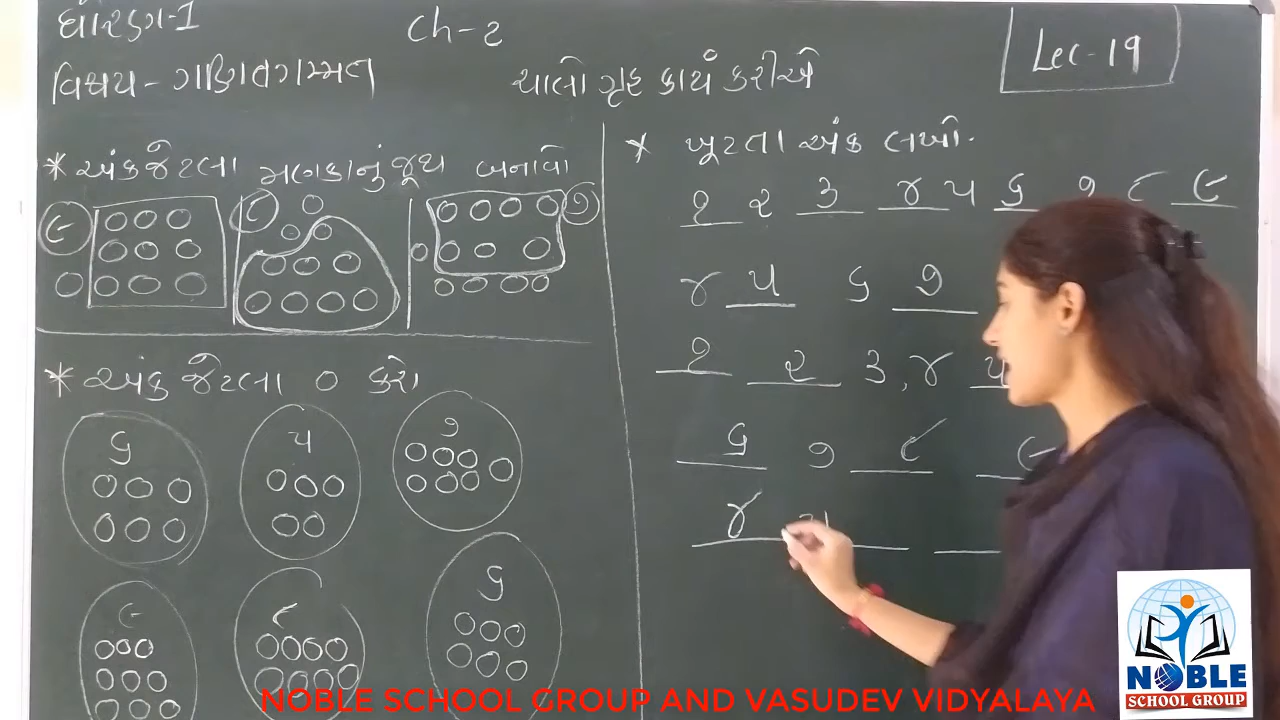 ધોરણ-1
Ch-2
Lec-19
વિષય - ગણિતગમ્મત
ચાલો ગૃહ કાર્ય કરીએ
* અંક જેટલા મણકાનું જૂથ બનાવો
૯
૮
૭
* અંક જેટલા ૦ કરો
૬ ૫ ૭
૯ ૮ ૬
* ખૂટતા અંક લખો.
૧ ૨ ૩ ૪ ૫ ૬ ૭ ૮ ૯
૪ ૫ ૬ ૭
૧ ૨ ૩, ૪ ૫
૬ ૭ ૮ ૯
૪ ૫
NOBLE SCHOOL GROUP AND VASUDEV VIDYALAYA
NOBLE
SCHOOL GROUP